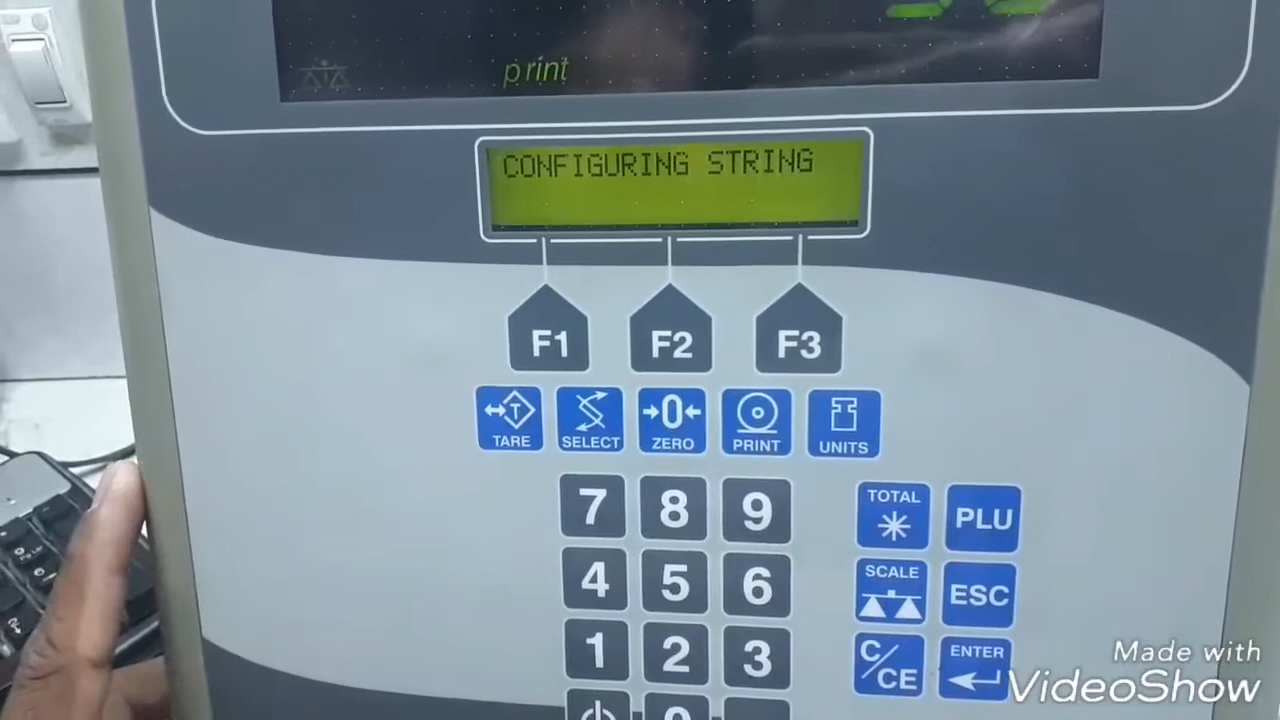 print
CONFIGURING STRING
F1 F2 F3
T
TARE SELECT →0← ZERO PRINT UNITS
7 8 9
TOTAL
*
PLU
4 5 6
SCALE
ESC
1 2 3
C/CE
ENTER
Made with
VideoShow